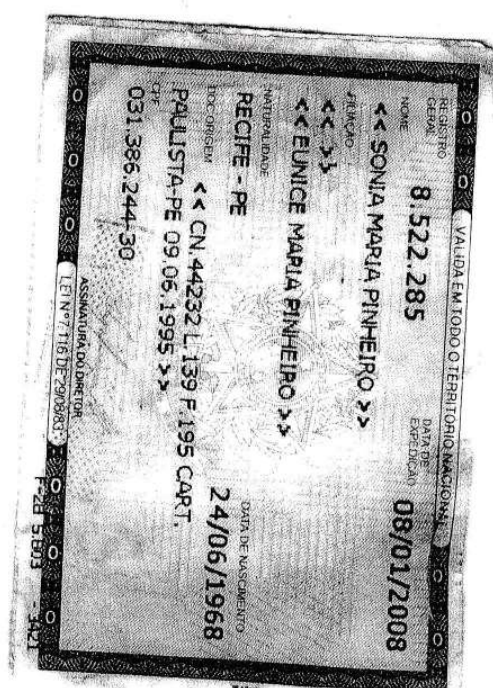 VALIDA EM TODO O TERRITORIO NACIONAL
REGISTRO GERAL 8.522.285 DATA DE EXPEDIÇÃO 08/01/2008
NOME
<< SONIA MARIA PINHEIRO >>
FILIAÇÃO
<< >>
<< EUNICE MARIA PINHEIRO >>
NATURALIDADE DATA DE NASCIMENTO
RECIFE - PE 24/06/1968
DOC ORIGEM << CN.44232 L.139 F.195 CART.
PAULISTA-PE 09.06.1995 >>
CPF
031.386.244-30
ASSINATURA DO DIRETOR
LEI Nº 7.116 DE 29/08/83